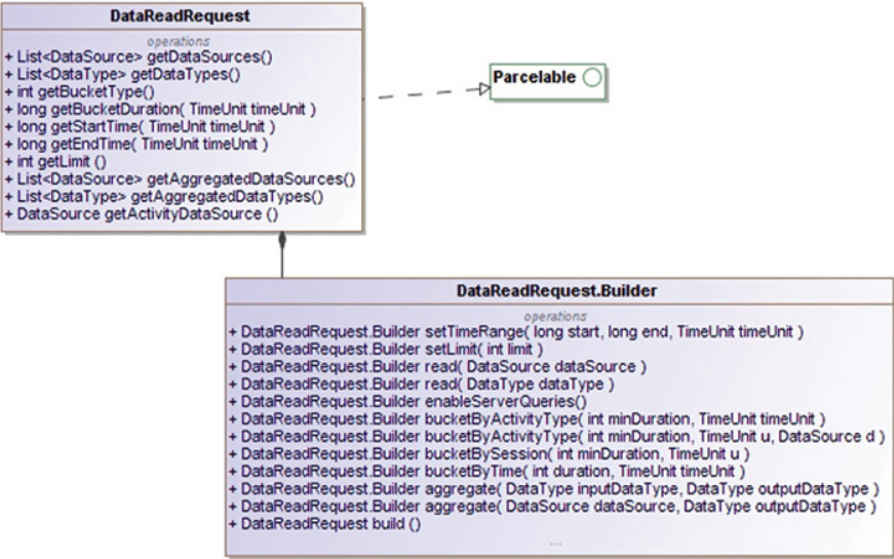 DataReadRequest
operations
+ List<DataSource> getDataSources()
+ List<DataType> getDataTypes()
+ int getBucketType()
+ long getBucketDuration( TimeUnit timeUnit )
+ long getStartTime( TimeUnit timeUnit )
+ long getEndTime( TimeUnit timeUnit )
+ int getLimit ()
+ List<DataSource> getAggregatedDataSources()
+ List<DataType> getAggregatedDataTypes()
+ DataSource getActivityDataSource ()
Parcelable
DataReadRequest.Builder
operations
+ DataReadRequest.Builder setTimeRange( long start, long end, TimeUnit timeUnit )
+ DataReadRequest.Builder setLimit( int limit )
+ DataReadRequest.Builder read( DataSource dataSource )
+ DataReadRequest.Builder read( DataType dataType )
+ DataReadRequest.Builder enableServerQueries()
+ DataReadRequest.Builder bucketByActivityType( int minDuration, TimeUnit timeUnit )
+ DataReadRequest.Builder bucketByActivityType( int minDuration, TimeUnit u, DataSource d )
+ DataReadRequest.Builder bucketBySession( int minDuration, TimeUnit u )
+ DataReadRequest.Builder bucketByTime( int duration, TimeUnit timeUnit )
+ DataReadRequest.Builder aggregate( DataType inputDataType, DataType outputDataType )
+ DataReadRequest.Builder aggregate( DataSource dataSource, DataType outputDataType )
+ DataReadRequest build ()
...